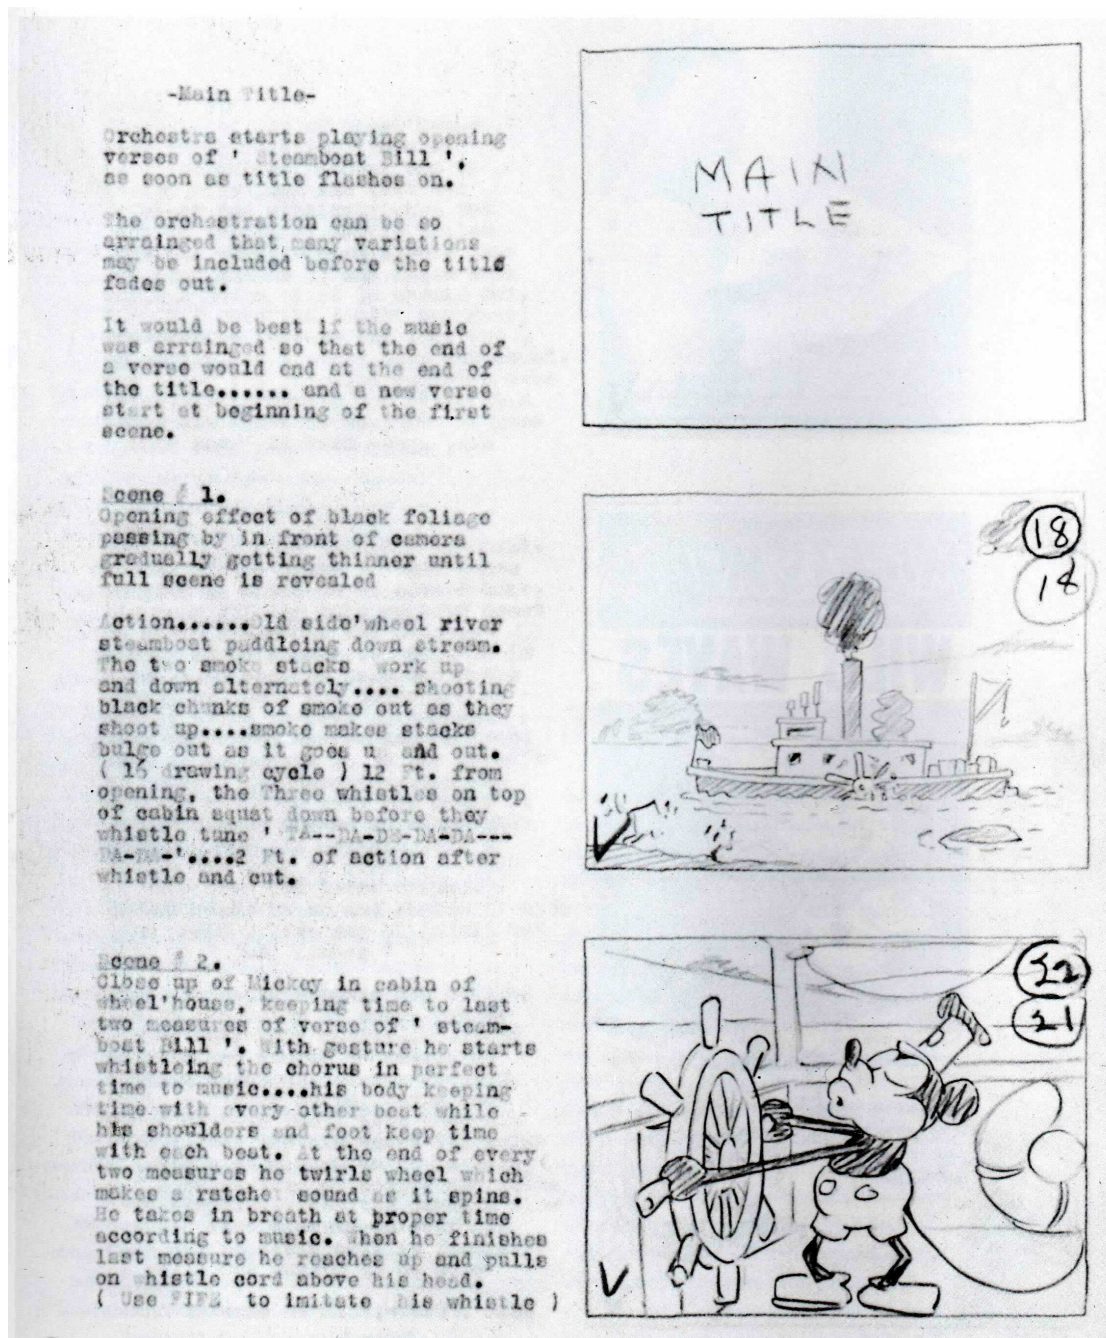 -Main Title-
Orchestra starts playing opening
verses of ' Steamboat Bill ',
as soon as title flashes on.
The orchestration can be so
arrainged that many variations
may be included before the title
fades out.
It would be best if the music
was arrainged so that the end of
a verse would end at the end of
the title...... and a new verse
start at beginning of the first
scene.
MAIN
TITLE
Scene # 1.
Opening effect of black foliage
passing by in front of camera
gradually getting thinner until
full scene is revealed
Action.......Old side'wheel river
steamboat paddleing down stream.
The two smoke stacks work up
and down alternately.... shooting
black chunks of smoke out as they
shoot up....smoke makes stacks
bulge out as it goes up and out.
( 16 drawing cycle ) 12 Ft. from
opening, the Three whistles on top
of cabin squat down before they
whistle tune ' TA--DA-DE-DA-DA---
DA-DA-'....2 Ft. of action after
whistle and cut.
18
18
Scene # 2.
Close up of Mickey in cabin of
wheel'house, keeping time to last
two measures of verse of ' steam-
boat Bill '. With gesture he starts
whistleing the chorus in perfect
time to music....his body keeping
time with every other beat while
his shoulders and foot keep time
with each beat. At the end of every
two measures he twirls wheel which
makes a ratchet sound as it spins.
He takes in breath at proper time
according to music. When he finishes
last measure he reaches up and pulls
on whistle cord above his head.
( Use FIFE to imitate his whistle )
22
21